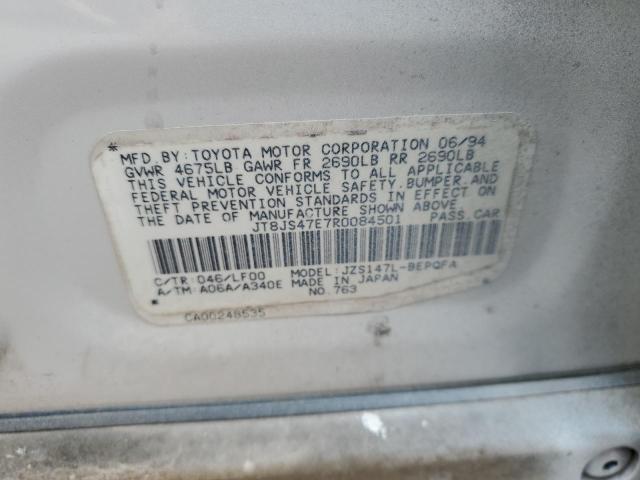 MFD. BY: TOYOTA MOTOR CORPORATION 06/94
GVWR 4675LB GAWR FR 2690LB RR 2690LB
THIS VEHICLE CONFORMS TO ALL APPLICABLE
FEDERAL MOTOR VEHICLE SAFETY, BUMPER, AND
THEFT PREVENTION STANDARDS IN EFFECT ON
THE DATE OF MANUFACTURE SHOWN ABOVE.
JT8JS47E7R0084501 PASS. CAR
C/TR: 046/LF00 MODEL: JZS147L-BEPQFA
A/TM: A06A/A340E MADE IN JAPAN
NO. 763
CA00248535